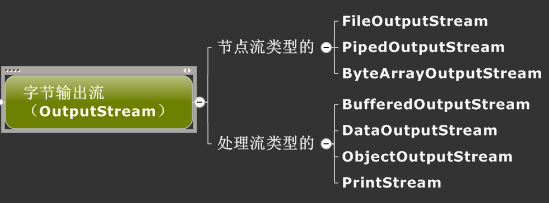 字节输出流
（OutputStream）
节点流类型的
FileOutputStream
PipedOutputStream
ByteArrayOutputStream
处理流类型的
BufferedOutputStream
DataOutputStream
ObjectOutputStream
PrintStream